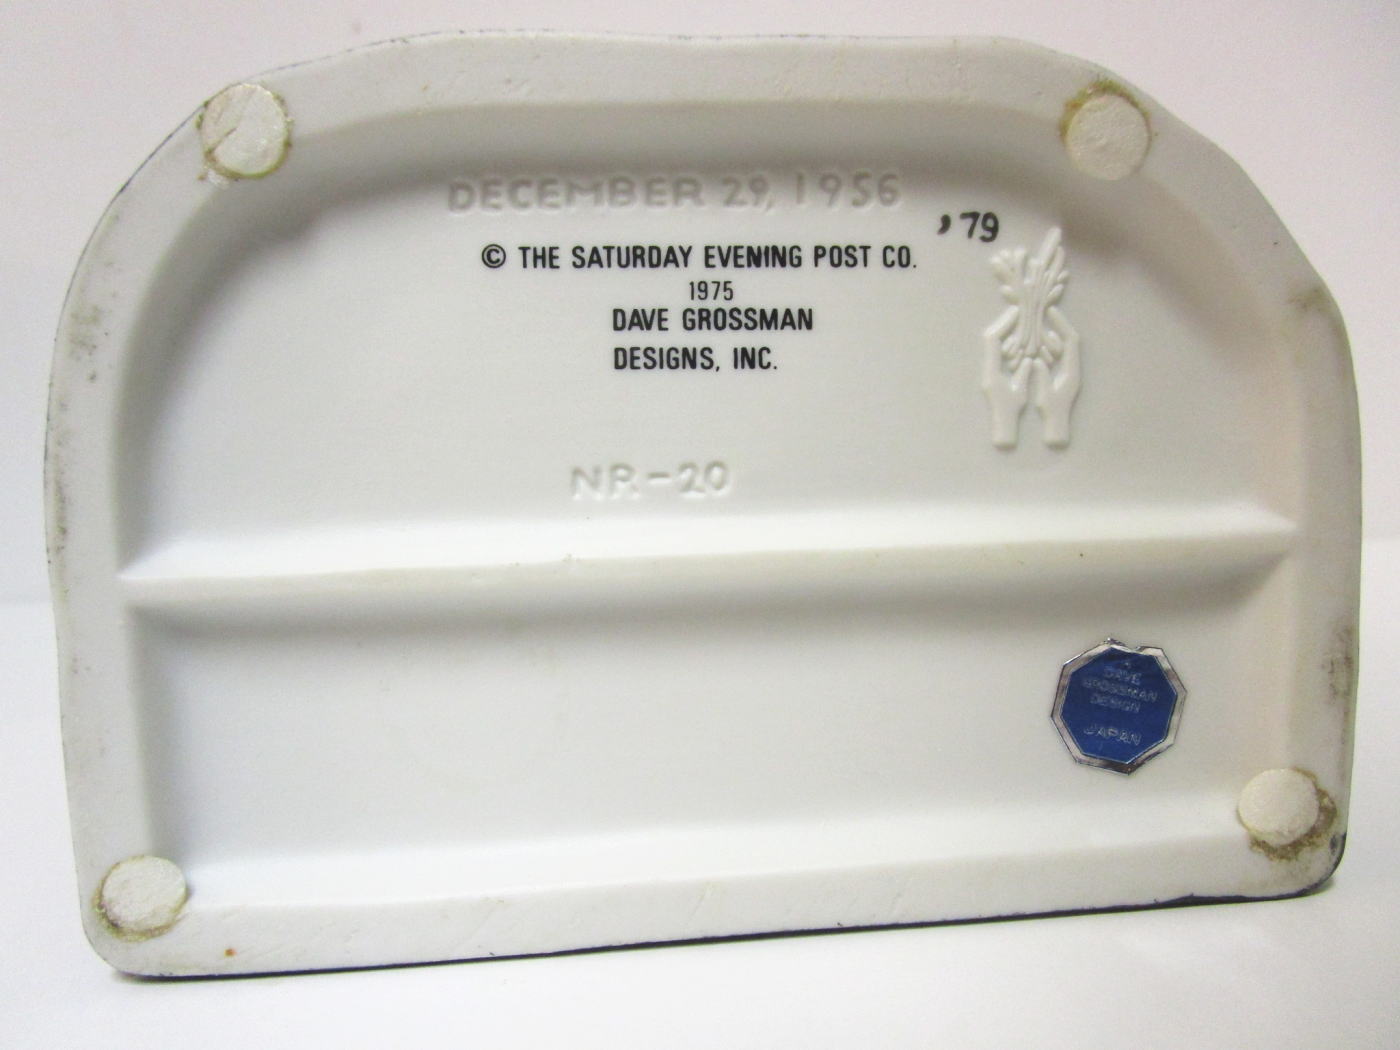 DECEMBER 29, 1956
'79
© THE SATURDAY EVENING POST CO.
1975
DAVE GROSSMAN
DESIGNS, INC.
NR-20
A
DAVE
GROSSMAN
DESIGN
JAPAN